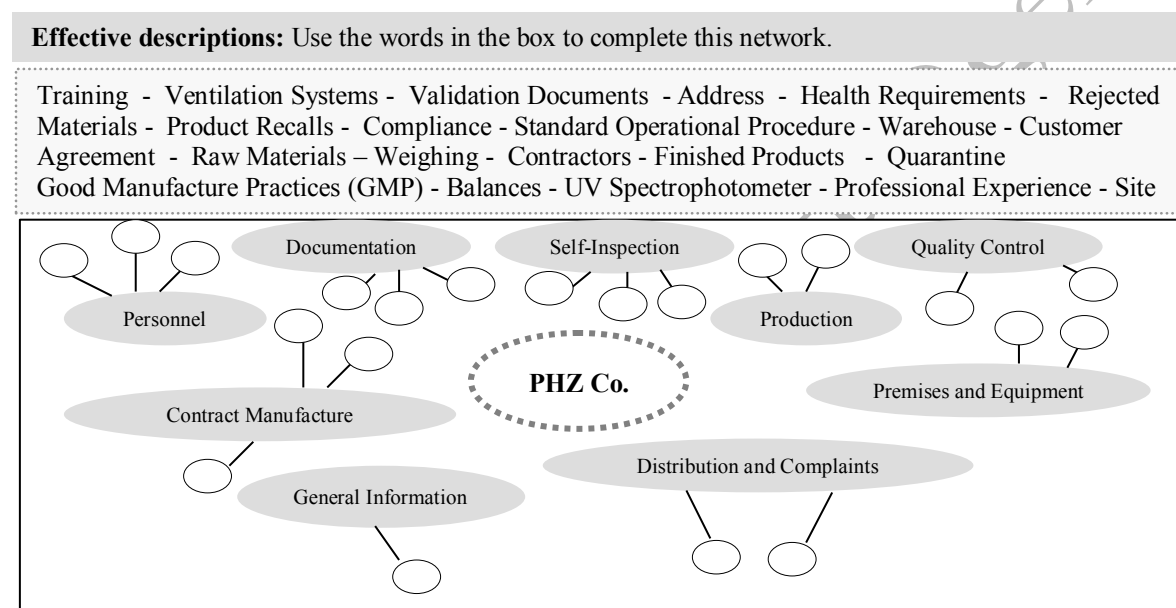 Effective descriptions: Use the words in the box to complete this network.
Training - Ventilation Systems - Validation Documents - Address - Health Requirements - Rejected
Materials - Product Recalls - Compliance - Standard Operational Procedure - Warehouse - Customer
Agreement - Raw Materials – Weighing - Contractors - Finished Products - Quarantine
Good Manufacture Practices (GMP) - Balances - UV Spectrophotometer - Professional Experience - Site
Documentation
Self-Inspection
Quality Control
Personnel
Production
PHZ Co.
Premises and Equipment
Contract Manufacture
Distribution and Complaints
General Information